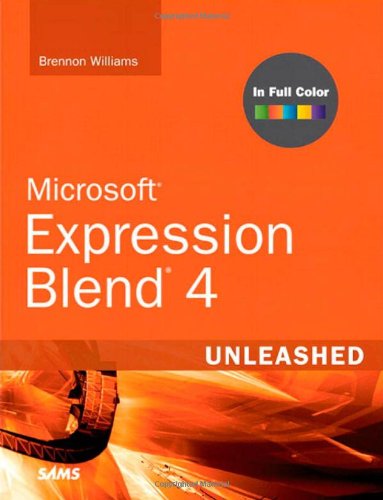 Brennon Williams
In Full Color
Microsoft®
Expression
Blend® 4
UNLEASHED
SAMS